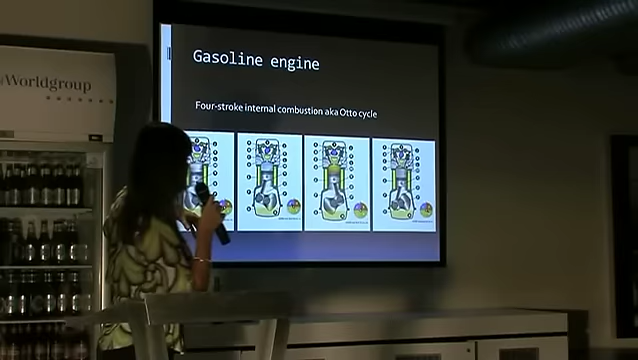 Worldgroup
Gasoline engine
Four-stroke internal combustion aka Otto cycle